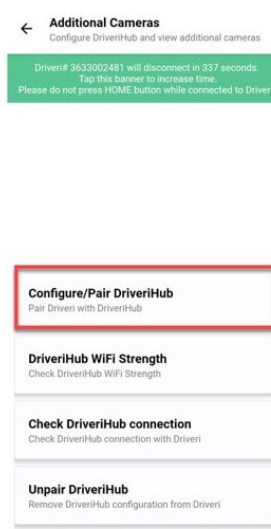 Additional Cameras
Configure DriveriHub and view additional cameras
Driveri# 3633002481 will disconnect in 337 seconds.
Tap this banner to increase time.
Please do not press HOME button while connected to Driver
Configure/Pair DriveriHub
Pair Driveri with DriveriHub
DriveriHub WiFi Strength
Check DriveriHub WiFi Strength
Check DriveriHub connection
Check DriveriHub connection with Driveri
Unpair DriveriHub
Remove DriveriHub configuration from Driveri